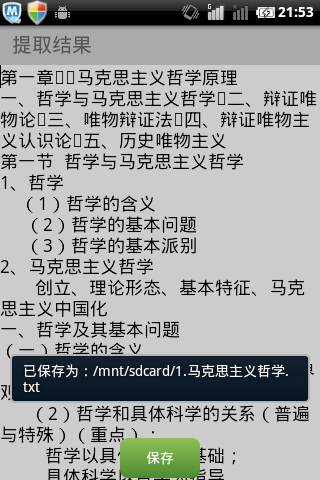 21:53
提取结果
第一章马克思主义哲学原理
一、哲学与马克思主义哲学二、辩证唯
物论三、唯物辩证法四、辩证唯物主
义认识论五、历史唯物主义
第一节 哲学与马克思主义哲学
1、哲学
（1）哲学的含义
（2）哲学的基本问题
（3）哲学的基本派别
2、马克思主义哲学
创立、理论形态、基本特征、马克
思主义中国化
一、哲学及其基本问题
（一）哲学的含义
已保存为：/mnt/sdcard/1.马克思主义哲学.
txt
观
（2）哲学和具体科学的关系（普遍
与特殊）（重点）：
哲学以具 基础；
具体科学 指导
保存